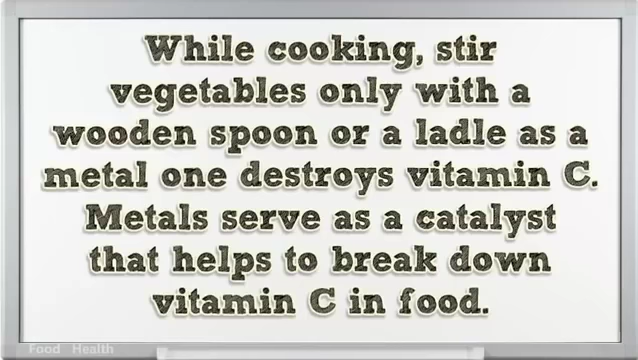 While cooking, stir
vegetables only with a
wooden spoon or a ladle as a
metal one destroys vitamin C.
Metals serve as a catalyst
that helps to break down
vitamin C in food.
Food Health